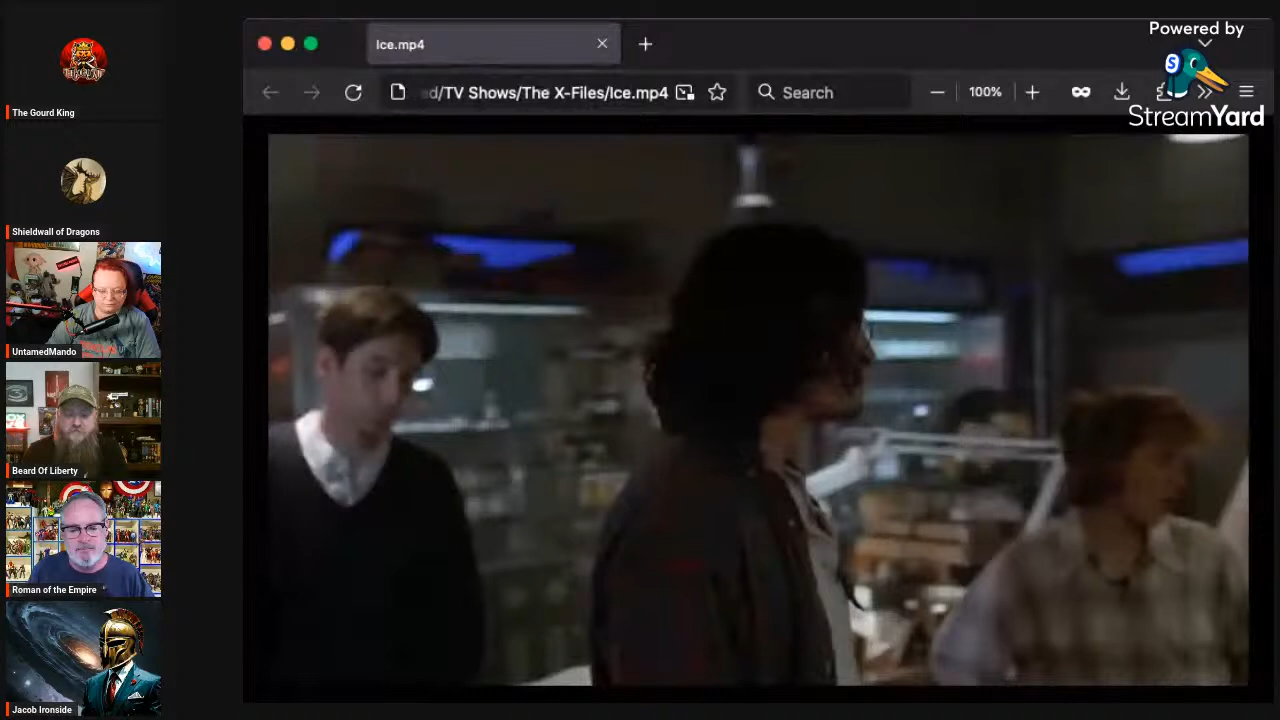 Powered by
StreamYard
Ice.mp4
ed/TV Shows/The X-Files/Ice.mp4
Search
100%
The Gourd King
Shieldwall of Dragons
UntamedMando
Beard Of Liberty
Roman of the Empire
Jacob Ironside